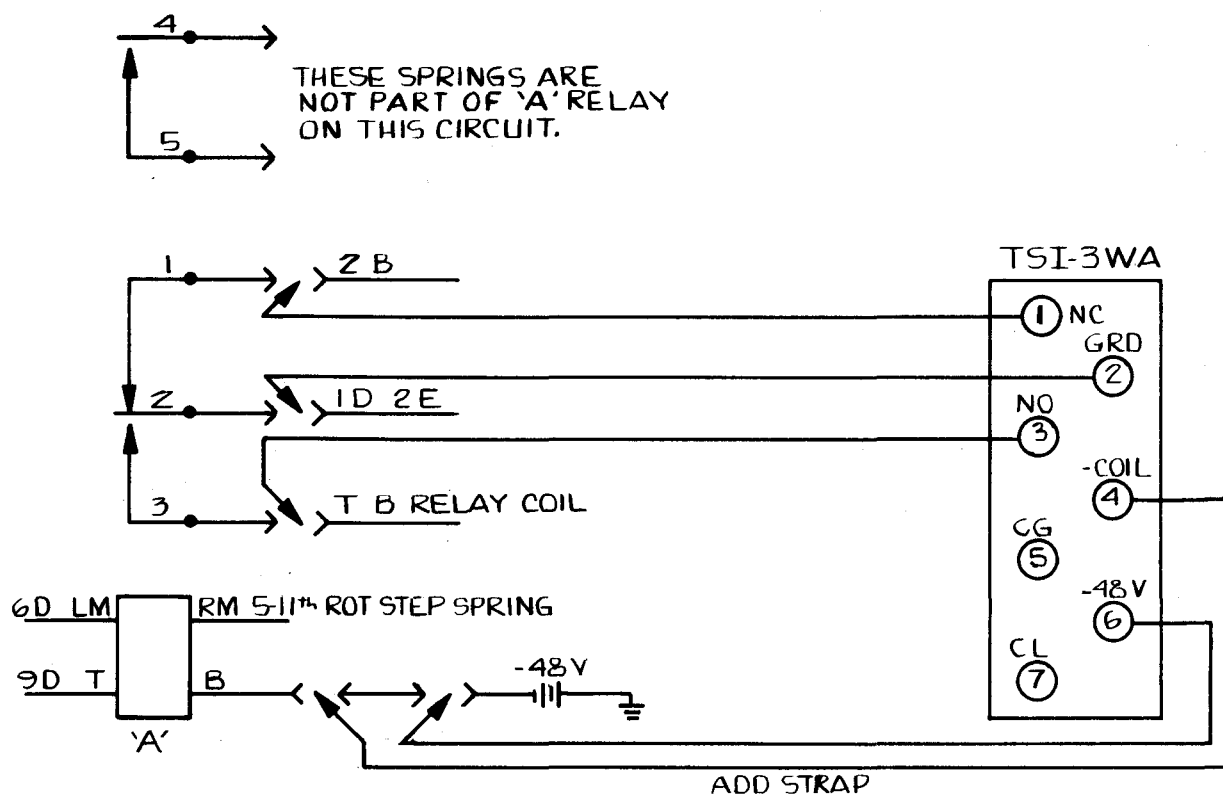 4
THESE SPRINGS ARE
NOT PART OF 'A' RELAY
ON THIS CIRCUIT.
5
1
2 B
TSI-3WA
1 NC
GRD
2
2
1D 2E
NO
3
-COIL
4
3
T B RELAY COIL
CG
5
6D LM
RM 5-11th ROT STEP SPRING
-48V
6
CL
7
9D T
B
-48V
'A'
ADD STRAP